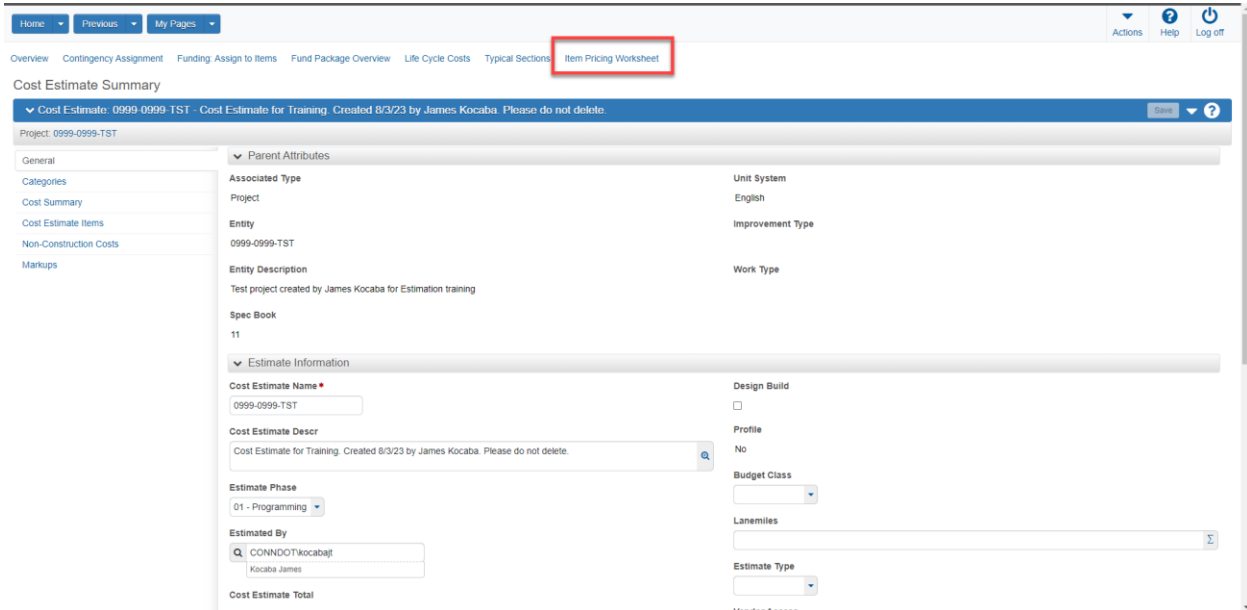 Home Previous My Pages
Actions Help Log off
Overview Contingency Assignment Funding: Assign to Items Fund Package Overview Life Cycle Costs Typical Sections Item Pricing Worksheet
Cost Estimate Summary
Cost Estimate: 0999-0999-TST - Cost Estimate for Training. Created 8/3/23 by James Kocaba. Please do not delete. Save ?
Project: 0999-0999-TST
General
Categories
Cost Summary
Cost Estimate Items
Non-Construction Costs
Markups
Parent Attributes
Associated Type
Project
Entity
0999-0999-TST
Entity Description
Test project created by James Kocaba for Estimation training
Spec Book
11
Unit System
English
Improvement Type
Work Type
Estimate Information
Cost Estimate Name*
0999-0999-TST
Cost Estimate Descr
Cost Estimate for Training. Created 8/3/23 by James Kocaba. Please do not delete.
Estimate Phase
01 - Programming
Estimated By
CONNDOT\kocabajt
Kocaba James
Cost Estimate Total
Design Build
Profile
No
Budget Class
Lanemiles
Σ
Estimate Type